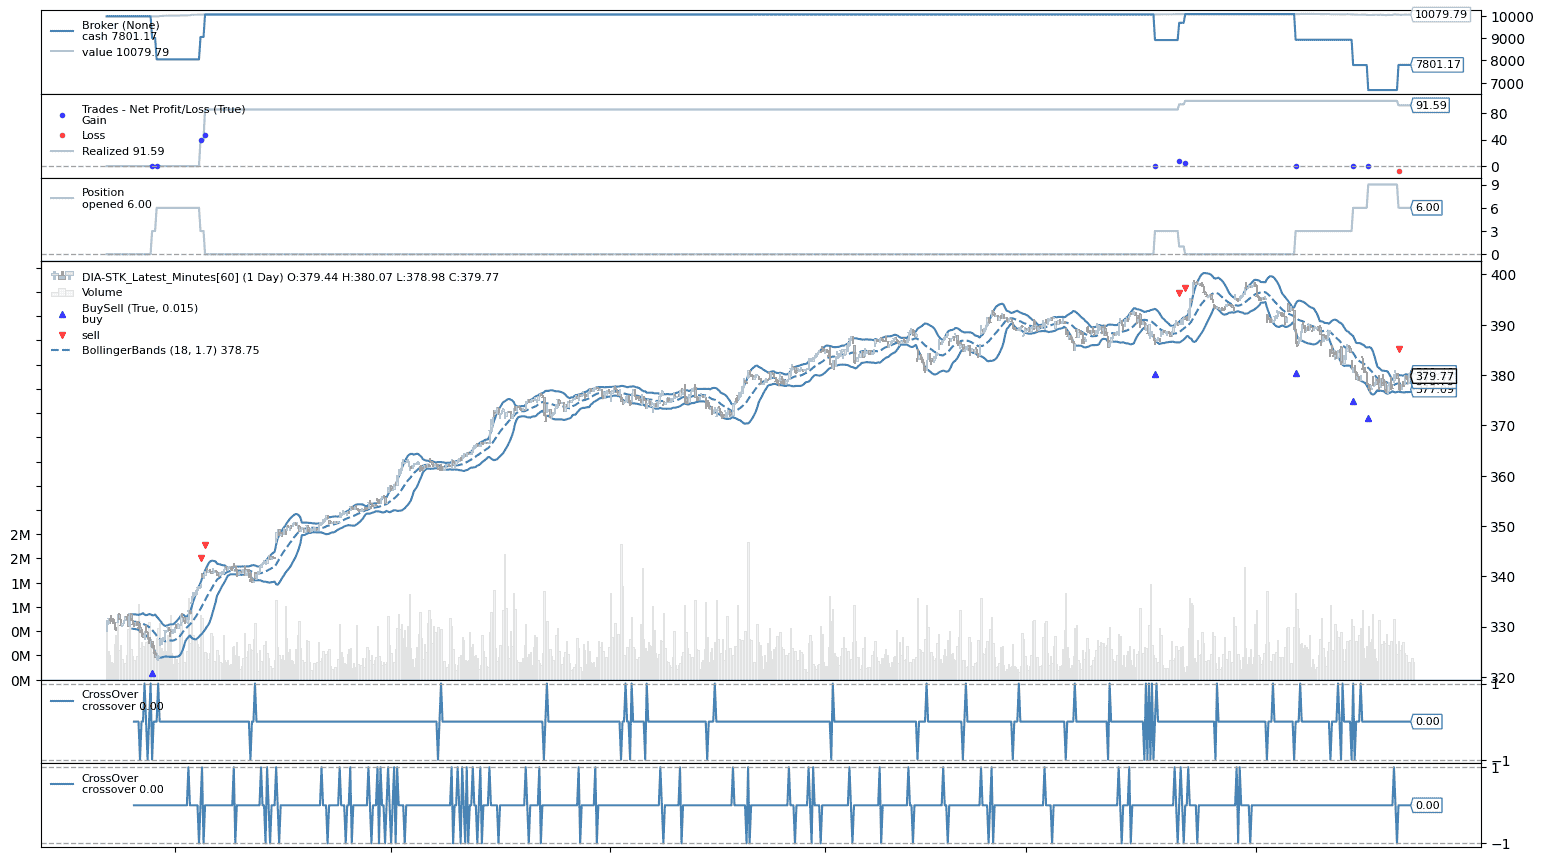 Broker (None)
cash 7801.17
value 10079.79
10079.79
10000
9000
8000
7801.17
7000
Trades - Net Profit/Loss (True)
Gain
Loss
Realized 91.59
91.59
80
40
0
Position
opened 6.00
9
6.00
6
3
0
DIA-STK_Latest_Minutes[60] (1 Day) O:379.44 H:380.07 L:378.98 C:379.77
Volume
BuySell (True, 0.015)
buy
sell
BollingerBands (18, 1.7) 378.75
400
390
380
379.77
370
360
350
340
330
320
2M
2M
1M
1M
0M
0M
0M
CrossOver
crossover 0.00
1
0.00
−1
CrossOver
crossover 0.00
1
0.00
−1